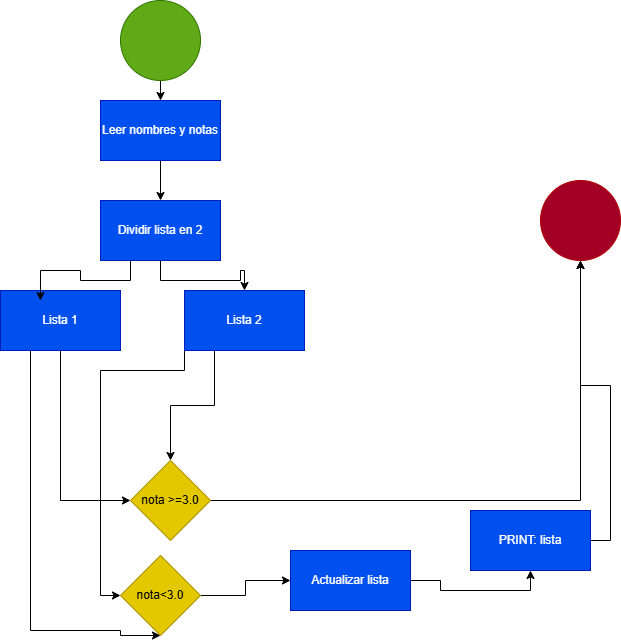 Leer nombres y notas
Dividir lista en 2
Lista 1
Lista 2
nota >=3.0
PRINT: lista
Actualizar lista
nota<3.0